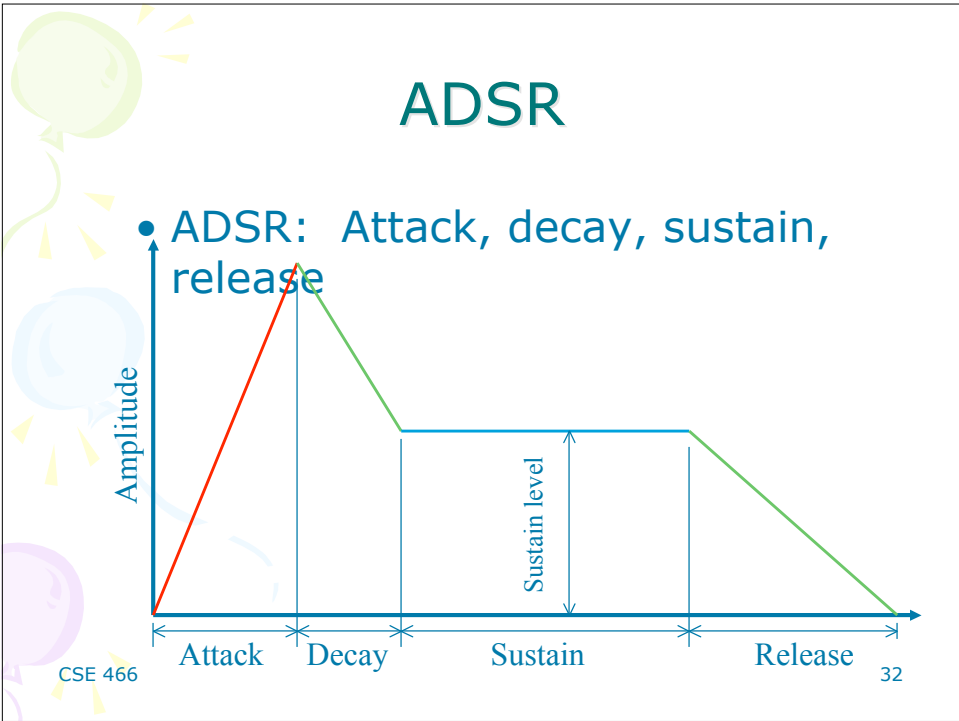 ADSR
• ADSR: Attack, decay, sustain,
release
Amplitude
Sustain level
Attack Decay Sustain Release
CSE 466 32